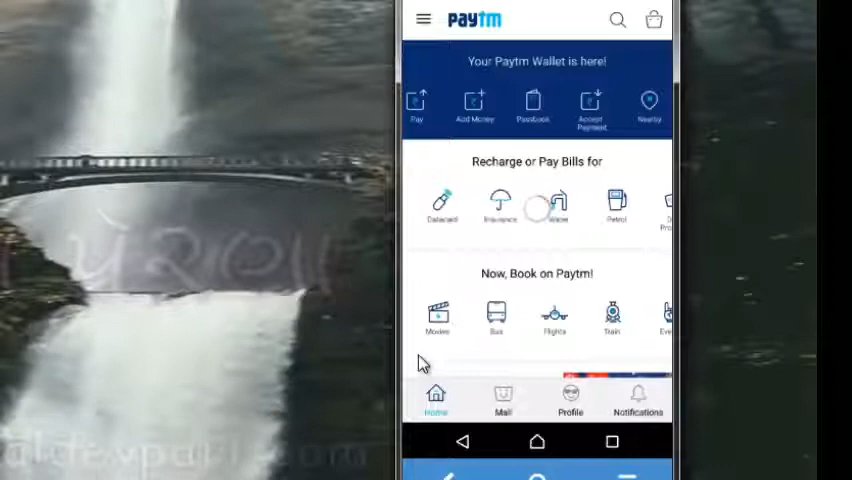 paytm
Your Paytm Wallet is here!
Pay Add Money Passbook Accept Payment Nearby
Recharge or Pay Bills for
Datacard Insurance Water Petrol
Now, Book on Paytm!
Movies Bus Flights Train
Home Mall Profile Notifications